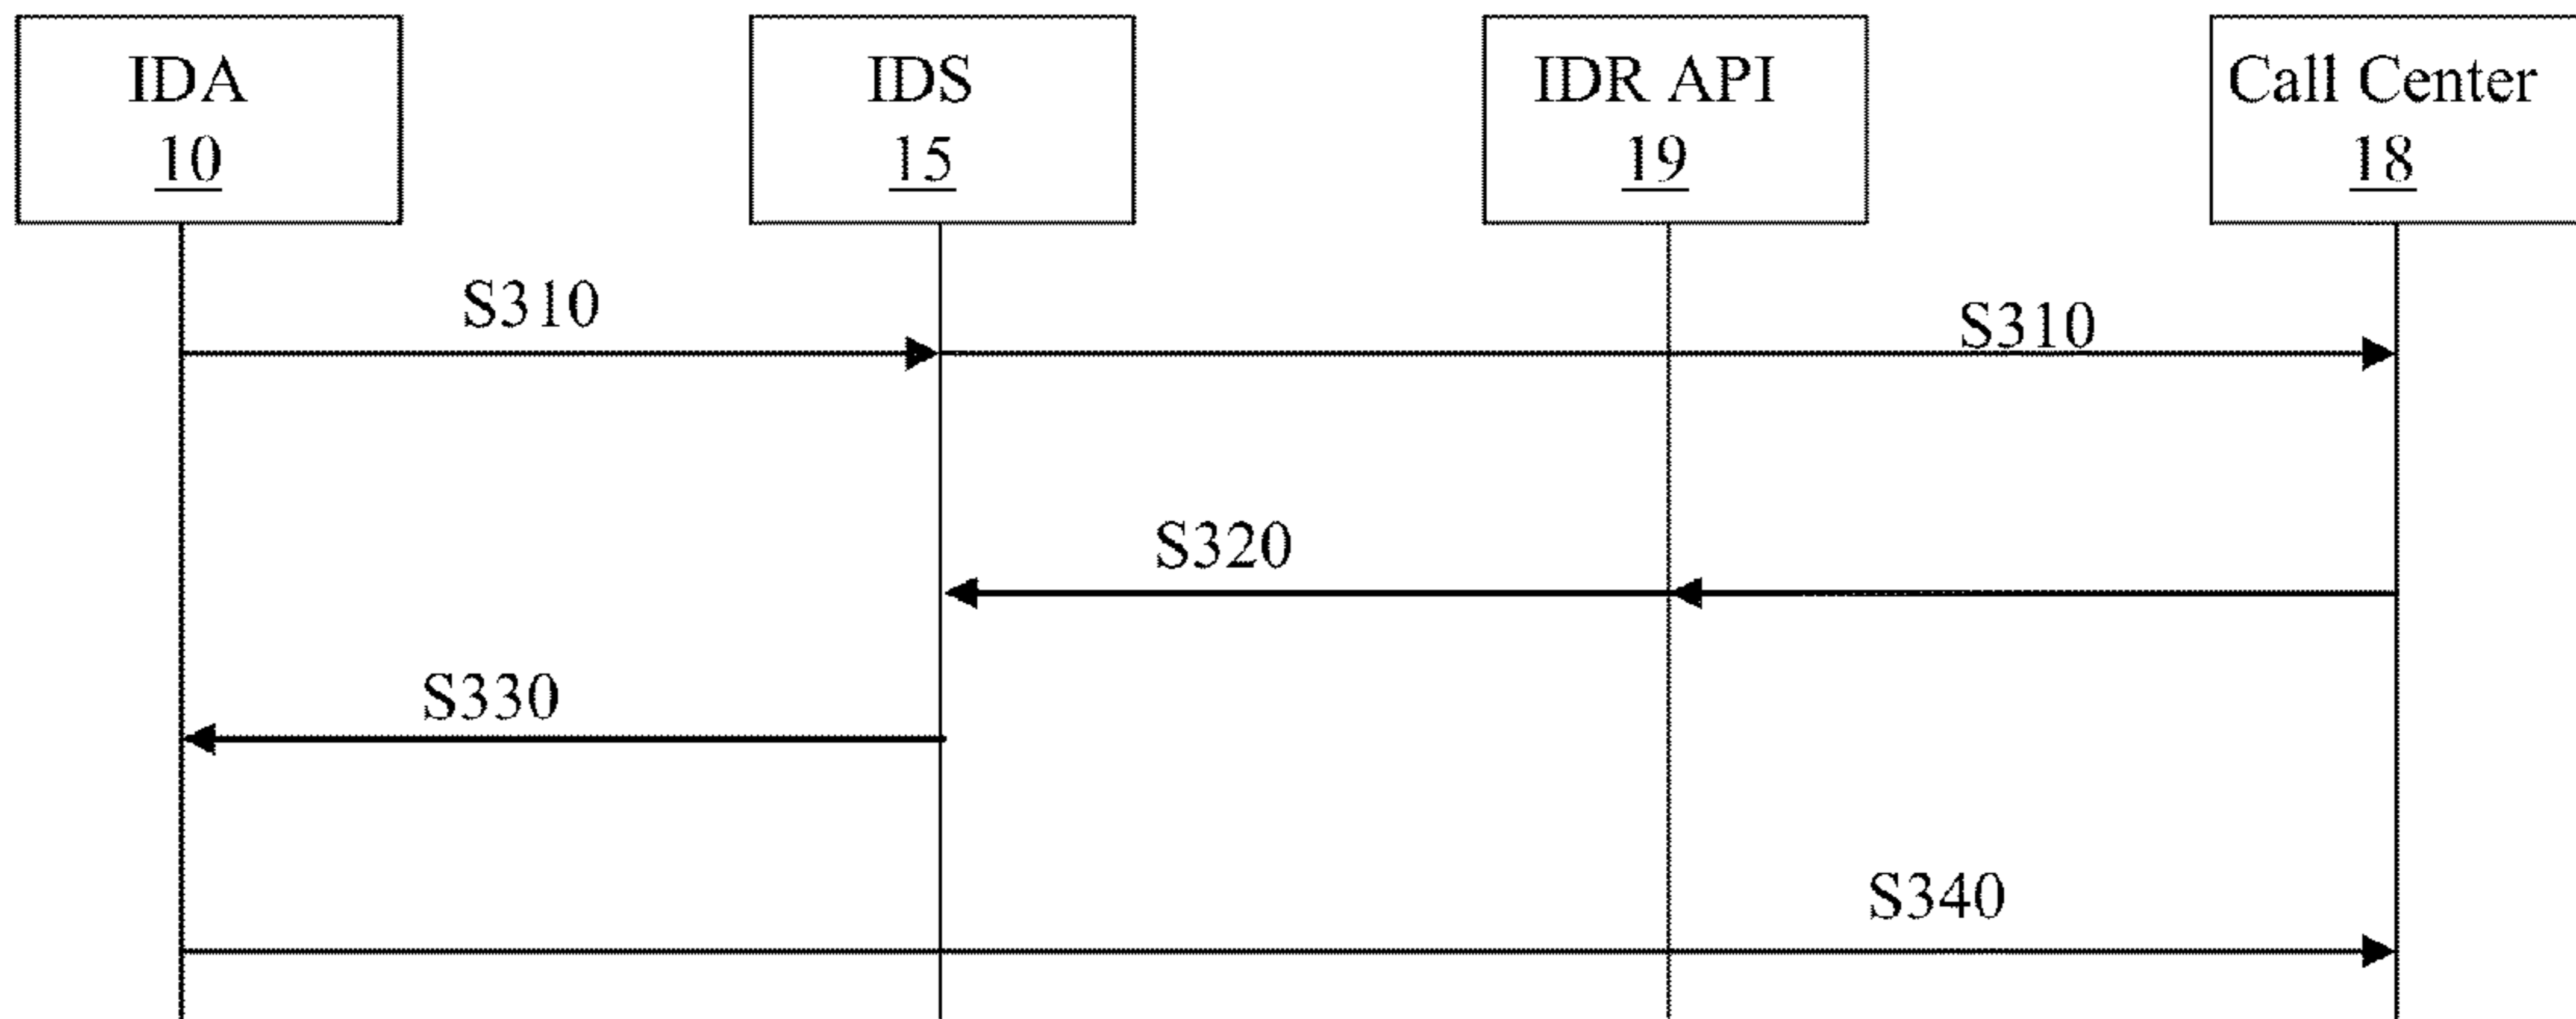 IDA
10
IDS
15
IDR API
19
Call Center
18
S310
S310
S320
S330
S340